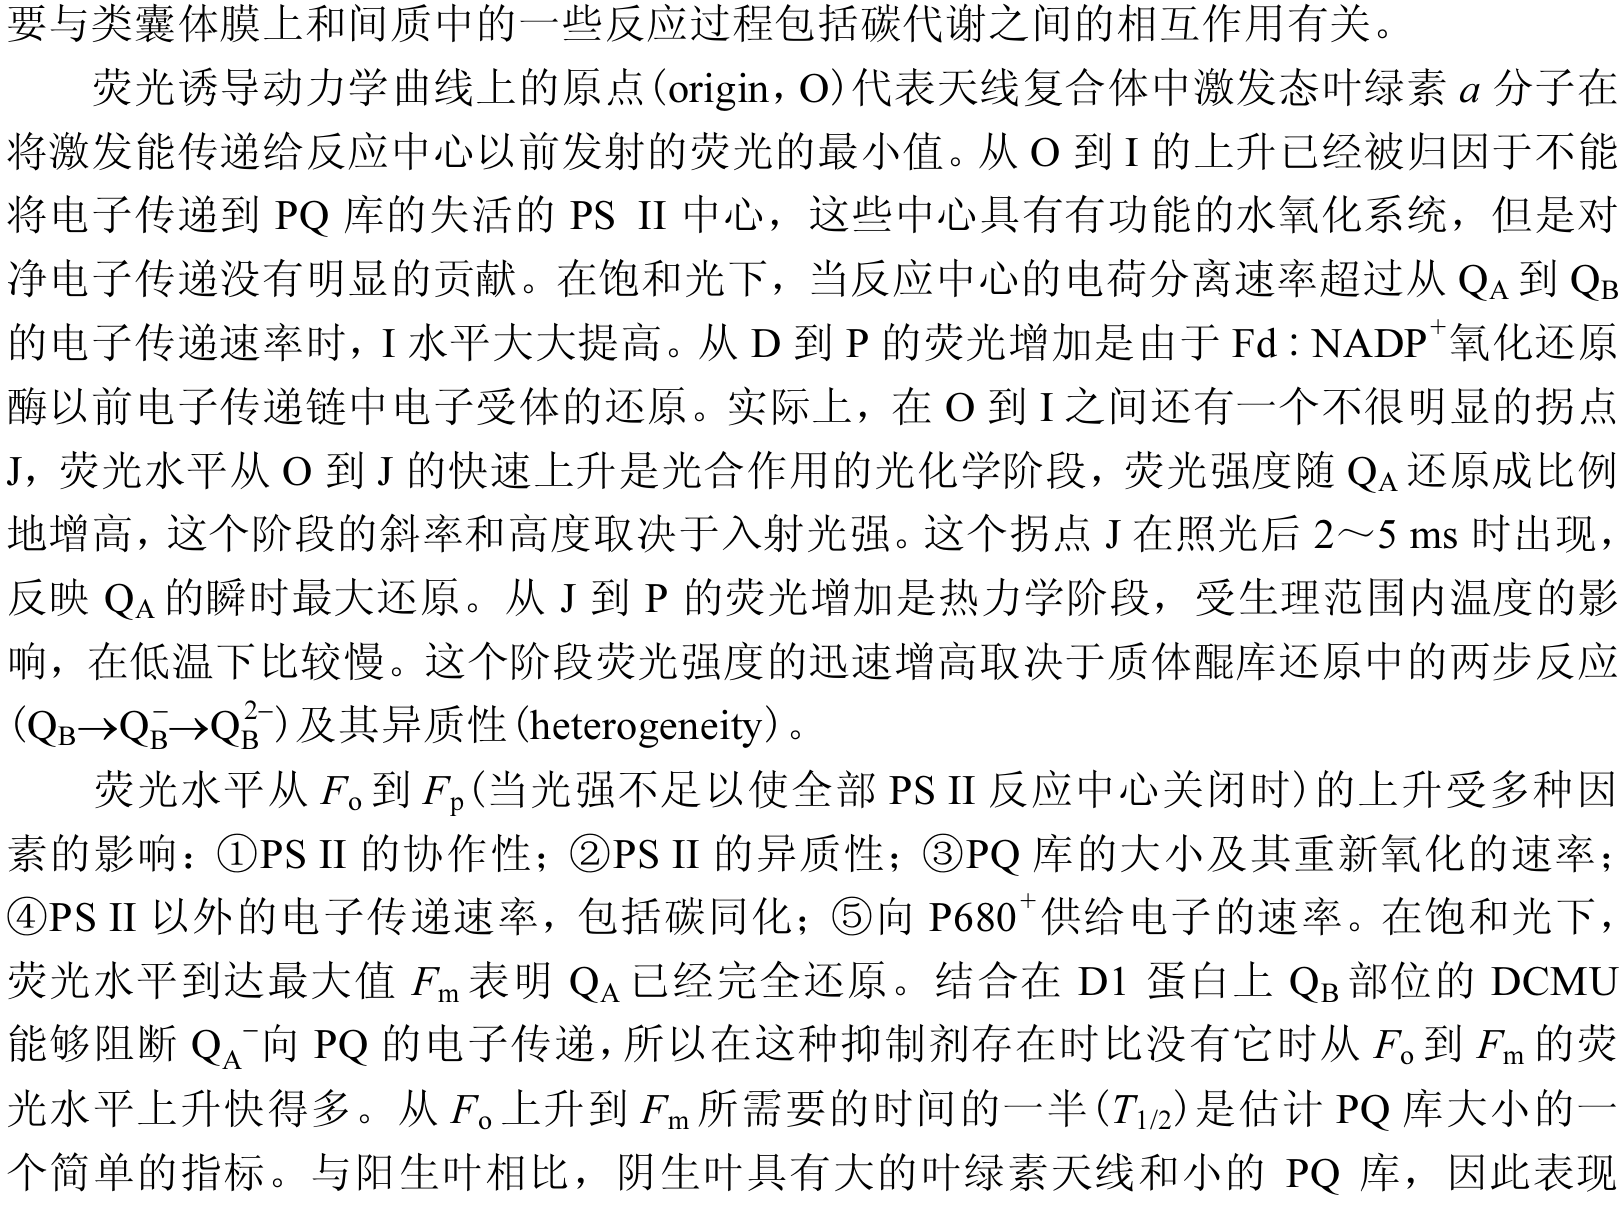 要与类囊体膜上和间质中的一些反应过程包括碳代谢之间的相互作用有关。
荧光诱导动力学曲线上的原点(origin，O)代表天线复合体中激发态叶绿素 a 分子在
将激发能传递给反应中心以前发射的荧光的最小值。从 O 到 I 的上升已经被归因于不能
将电子传递到 PQ 库的失活的 PS II 中心，这些中心具有有功能的水氧化系统，但是对
净电子传递没有明显的贡献。在饱和光下，当反应中心的电荷分离速率超过从 Q_A 到 Q_B
的电子传递速率时，I 水平大大提高。从 D 到 P 的荧光增加是由于 Fd : NADP⁺氧化还原
酶以前电子传递链中电子受体的还原。实际上，在 O 到 I 之间还有一个不很明显的拐点
J，荧光水平从 O 到 J 的快速上升是光合作用的光化学阶段，荧光强度随 Q_A 还原成比例
地增高，这个阶段的斜率和高度取决于入射光强。这个拐点 J 在照光后 2～5 ms 时出现，
反映 Q_A 的瞬时最大还原。从 J 到 P 的荧光增加是热力学阶段，受生理范围内温度的影
响，在低温下比较慢。这个阶段荧光强度的迅速增高取决于质体醌库还原中的两步反应
(Q_B→Q_B⁻→Q_B²⁻)及其异质性(heterogeneity)。
荧光水平从 F_o 到 F_p(当光强不足以使全部 PS II 反应中心关闭时)的上升受多种因
素的影响：①PS II 的协作性；②PS II 的异质性；③PQ 库的大小及其重新氧化的速率；
④PS II 以外的电子传递速率，包括碳同化；⑤向 P680⁺供给电子的速率。在饱和光下，
荧光水平到达最大值 F_m 表明 Q_A 已经完全还原。结合在 D1 蛋白上 Q_B 部位的 DCMU
能够阻断 Q_A⁻向 PQ 的电子传递，所以在这种抑制剂存在时比没有它时从 F_o 到 F_m 的荧
光水平上升快得多。从 F_o 上升到 F_m 所需要的时间的一半(T_1/2)是估计 PQ 库大小的一
个简单的指标。与阳生叶相比，阴生叶具有大的叶绿素天线和小的 PQ 库，因此表现